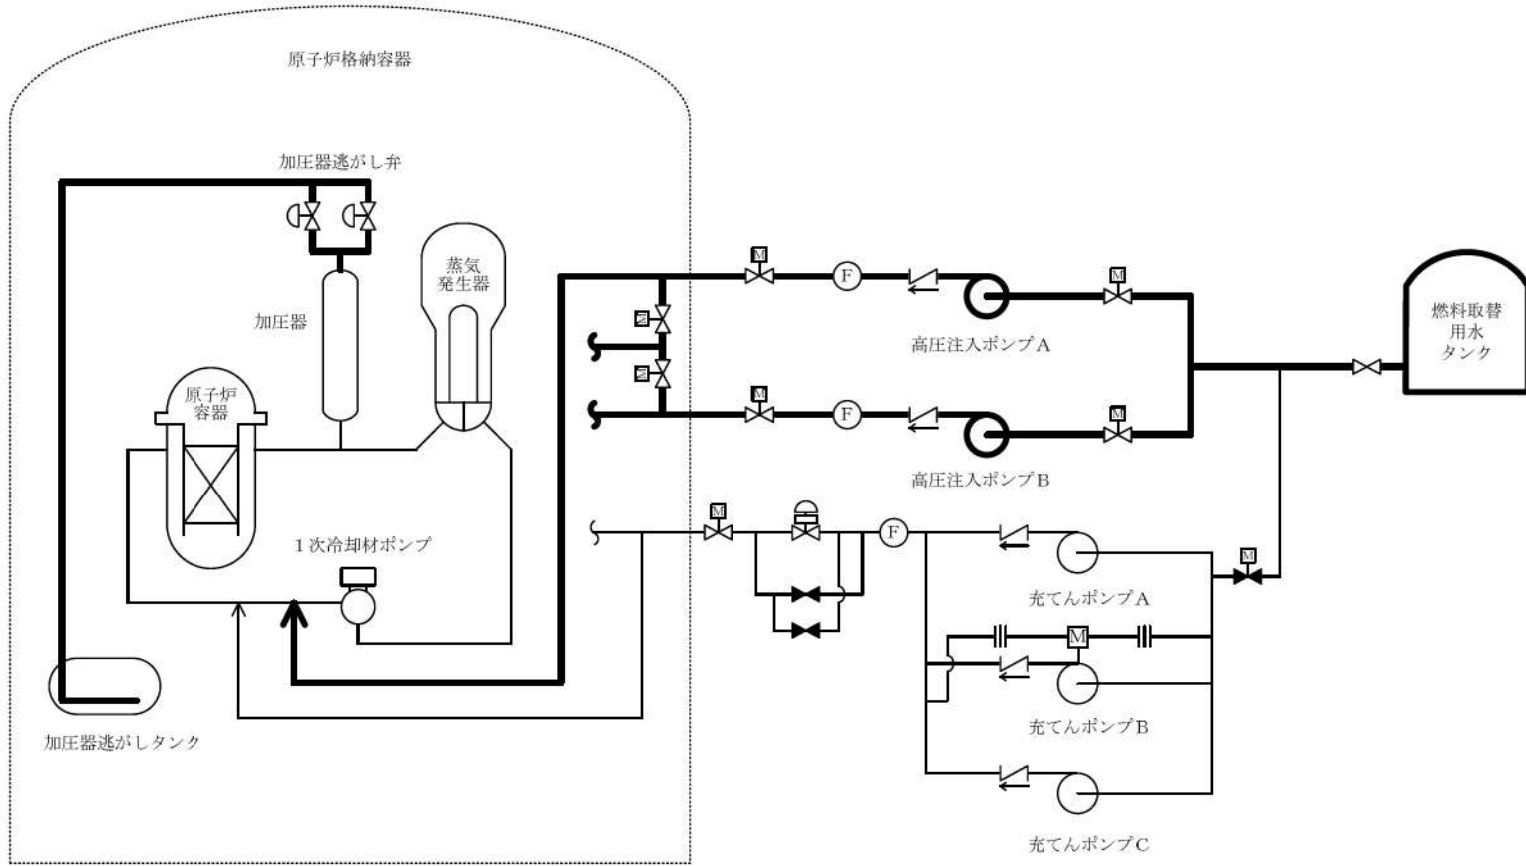 原子炉格納容器
加圧器逃がし弁
蒸気
発生器
加圧器
原子炉
容器
1次冷却材ポンプ
加圧器逃がしタンク
M
F
M
高圧注入ポンプA
M
M
M
F
M
高圧注入ポンプB
燃料取替
用水
タンク
M
F
充てんポンプA
M
M
充てんポンプB
充てんポンプC